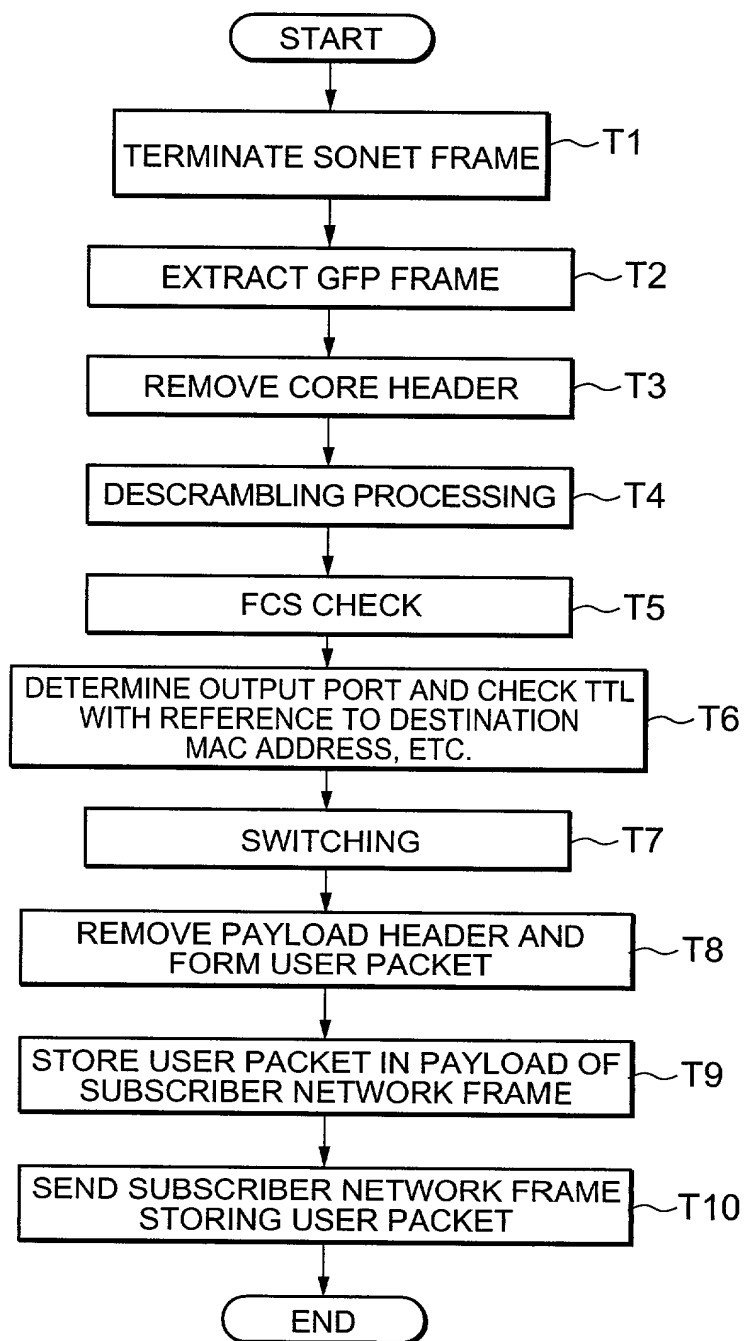 START
TERMINATE SONET FRAME
T1
EXTRACT GFP FRAME
T2
REMOVE CORE HEADER
T3
DESCRAMBLING PROCESSING
T4
FCS CHECK
T5
DETERMINE OUTPUT PORT AND CHECK TTL
WITH REFERENCE TO DESTINATION
MAC ADDRESS, ETC.
T6
SWITCHING
T7
REMOVE PAYLOAD HEADER AND
FORM USER PACKET
T8
STORE USER PACKET IN PAYLOAD OF
SUBSCRIBER NETWORK FRAME
T9
SEND SUBSCRIBER NETWORK FRAME
STORING USER PACKET
T10
END